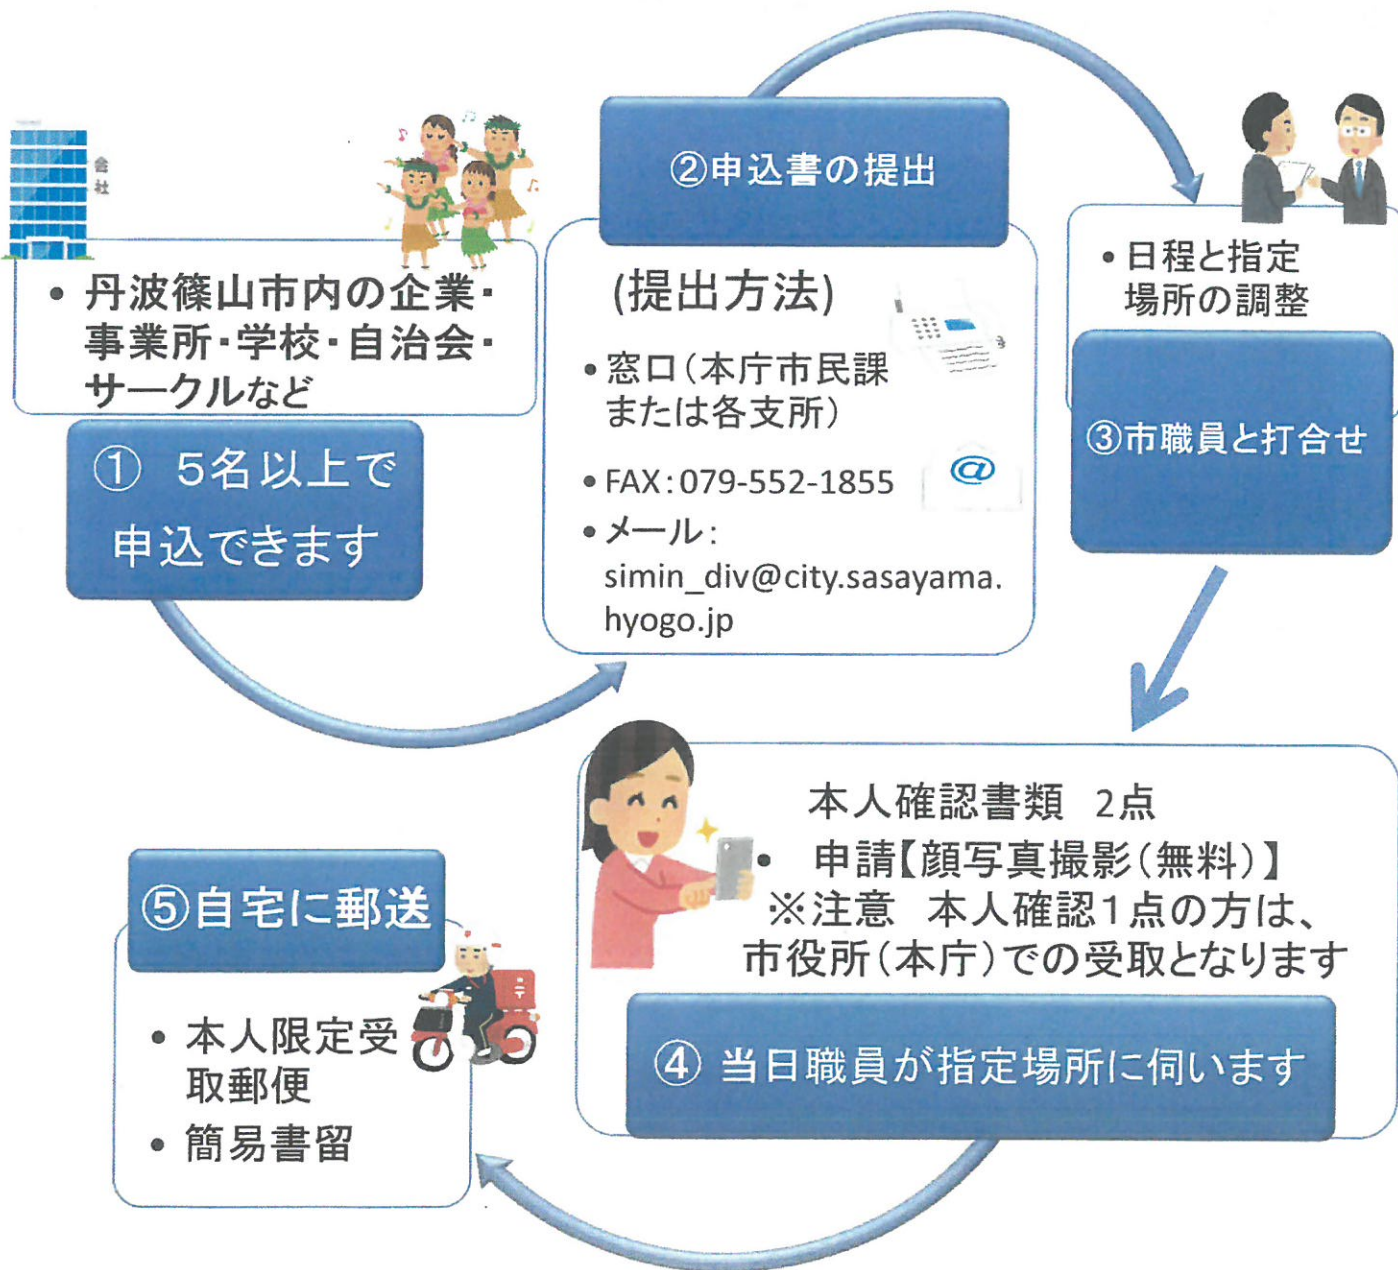 会社
• 丹波篠山市内の企業・
事業所・学校・自治会・
サークルなど
① 5名以上で
申込できます
②申込書の提出
(提出方法)
• 窓口(本庁市民課
または各支所)
• FAX:079-552-1855
• メール:
simin_div@city.sasayama.
hyogo.jp
@
• 日程と指定
場所の調整
③市職員と打合せ
本人確認書類 2点
• 申請【顔写真撮影(無料)】
※注意 本人確認1点の方は、
市役所(本庁)での受取となります
④ 当日職員が指定場所に伺います
⑤自宅に郵送
• 本人限定受
取郵便
• 簡易書留